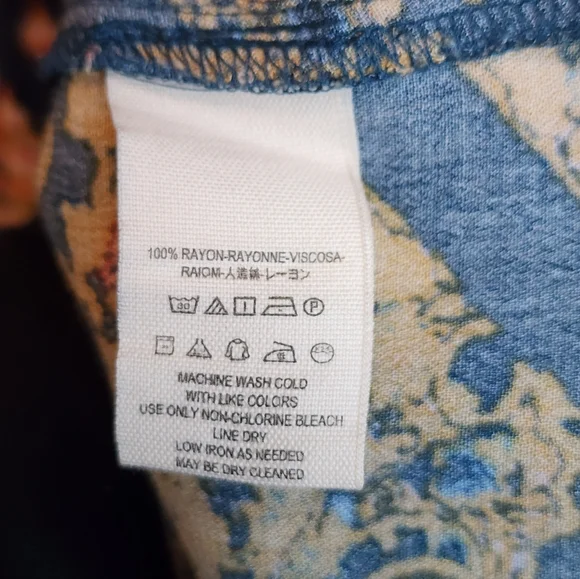 100% RAYON-RAYONNE-VISCOSA-
RAION-人造絲-レーヨン
P
MACHINE WASH COLD
WITH LIKE COLORS
USE ONLY NON-CHLORINE BLEACH
LINE DRY
LOW IRON AS NEEDED
MAY BE DRY CLEANED